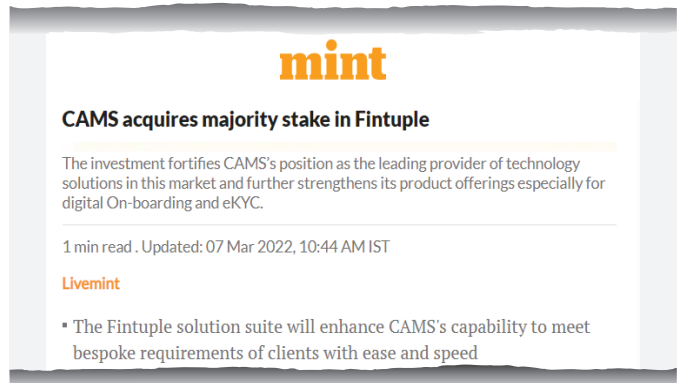 mint
CAMS acquires majority stake in Fintuple
The investment fortifies CAMS's position as the leading provider of technology
solutions in this market and further strengthens its product offerings especially for
digital On-boarding and eKYC.
1 min read . Updated: 07 Mar 2022, 10:44 AM IST
Livemint
▪ The Fintuple solution suite will enhance CAMS's capability to meet
bespoke requirements of clients with ease and speed